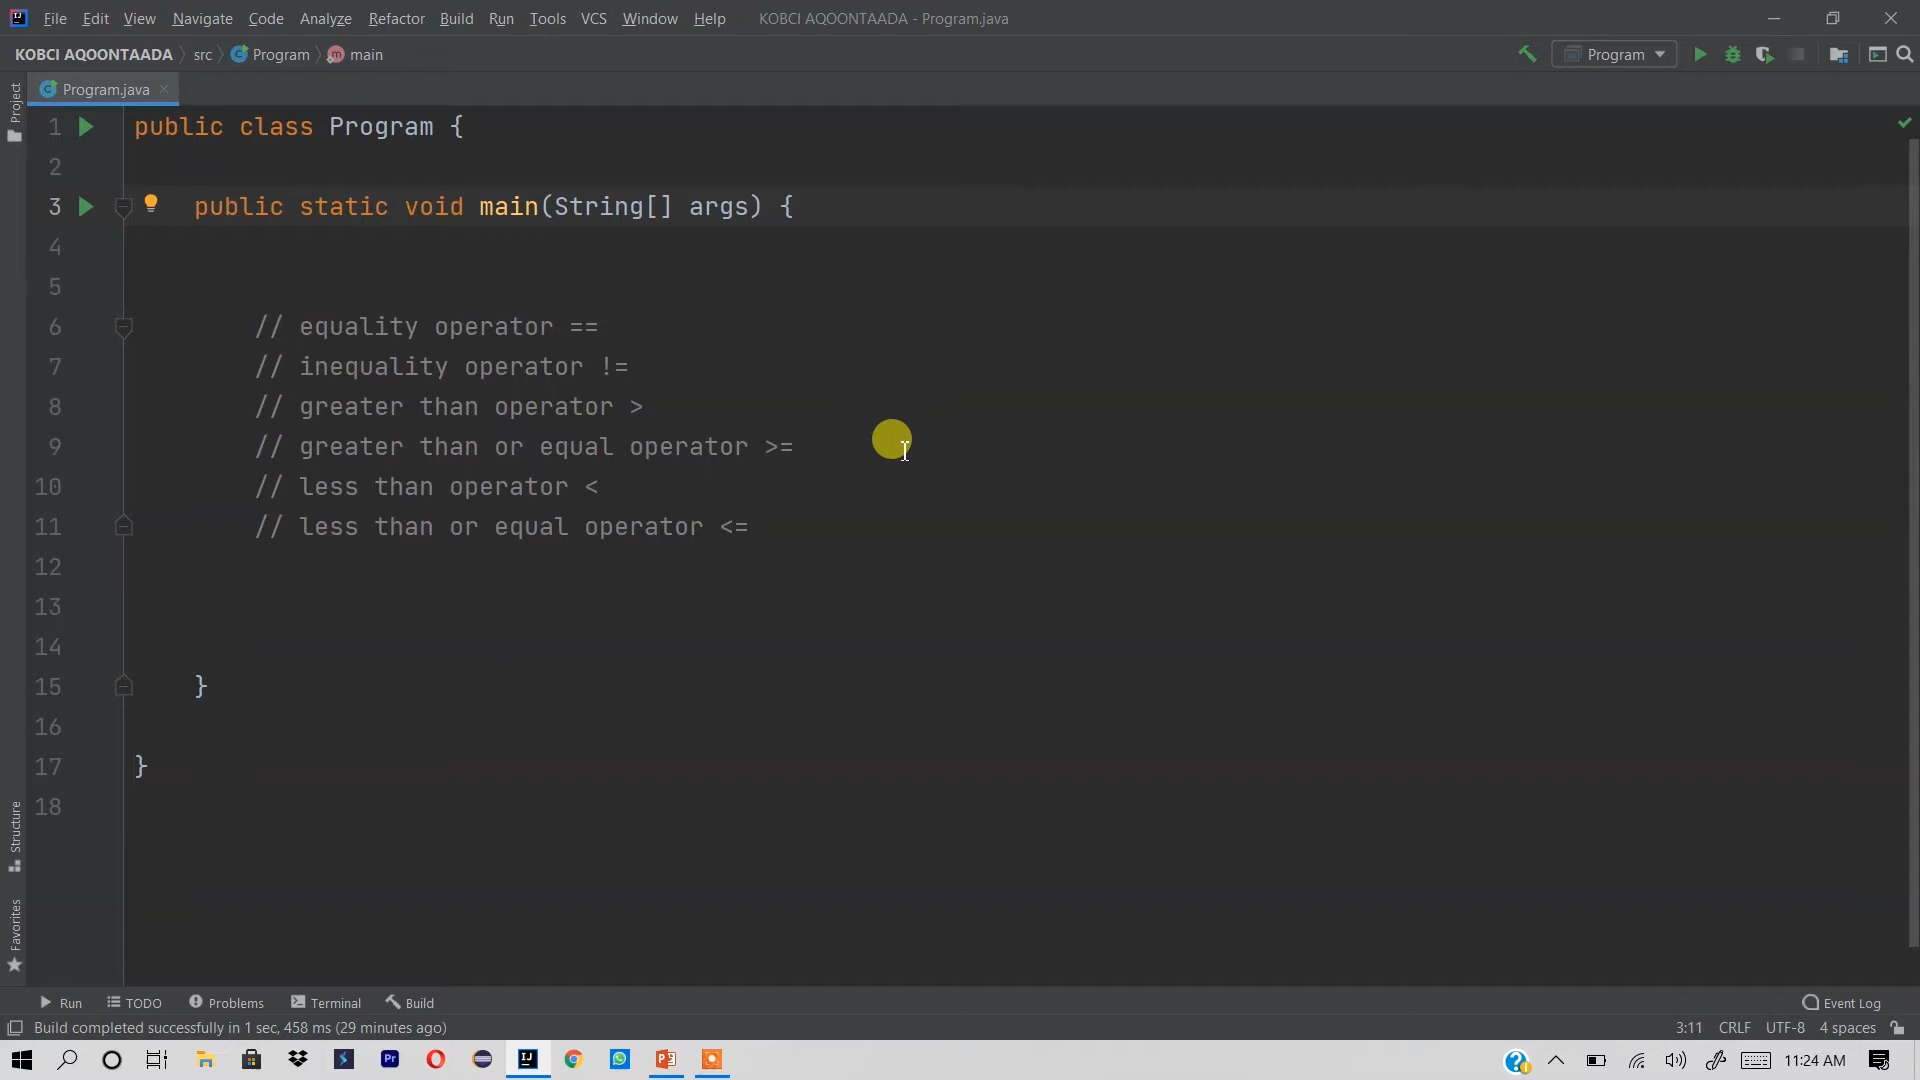 File Edit View Navigate Code Analyze Refactor Build Run Tools VCS Window Help KOBCI AQOONTAADA - Program.java
KOBCI AQOONTAADA src Program main Program
Program.java
Project
1 public class Program {
2
3 public static void main(String[] args) {
4
5
6 // equality operator ==
7 // inequality operator !=
8 // greater than operator >
9 // greater than or equal operator >=
10 // less than operator <
11 // less than or equal operator <=
12
13
14
15 }
16
17 }
18
Structure
Favorites
Run TODO Problems Terminal Build Event Log
Build completed successfully in 1 sec, 458 ms (29 minutes ago) 3:11 CRLF UTF-8 4 spaces
11:24 AM